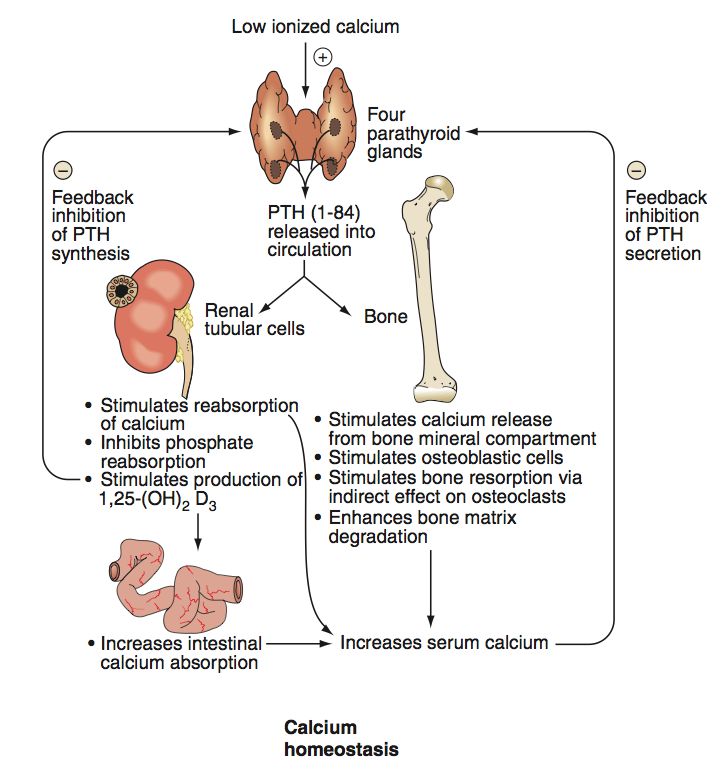 Low ionized calcium
+
Four
parathyroid
glands
−
Feedback
inhibition
of PTH
synthesis
PTH (1-84)
released into
circulation
−
Feedback
inhibition
of PTH
secretion
Renal
tubular cells
Bone
• Stimulates reabsorption
of calcium
• Inhibits phosphate
reabsorption
• Stimulates production of
1,25-(OH)₂ D₃
• Stimulates calcium release
from bone mineral compartment
• Stimulates osteoblastic cells
• Stimulates bone resorption via
indirect effect on osteoclasts
• Enhances bone matrix
degradation
• Increases intestinal
calcium absorption
Increases serum calcium
Calcium
homeostasis